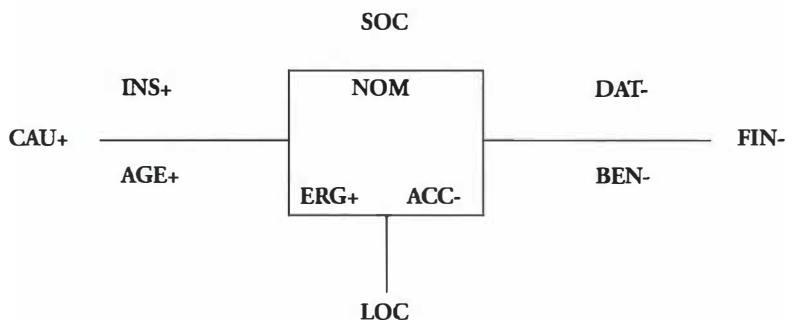 SOC
INS+ NOM DAT-
CAU+ FIN-
AGE+ BEN-
ERG+ ACC-
LOC